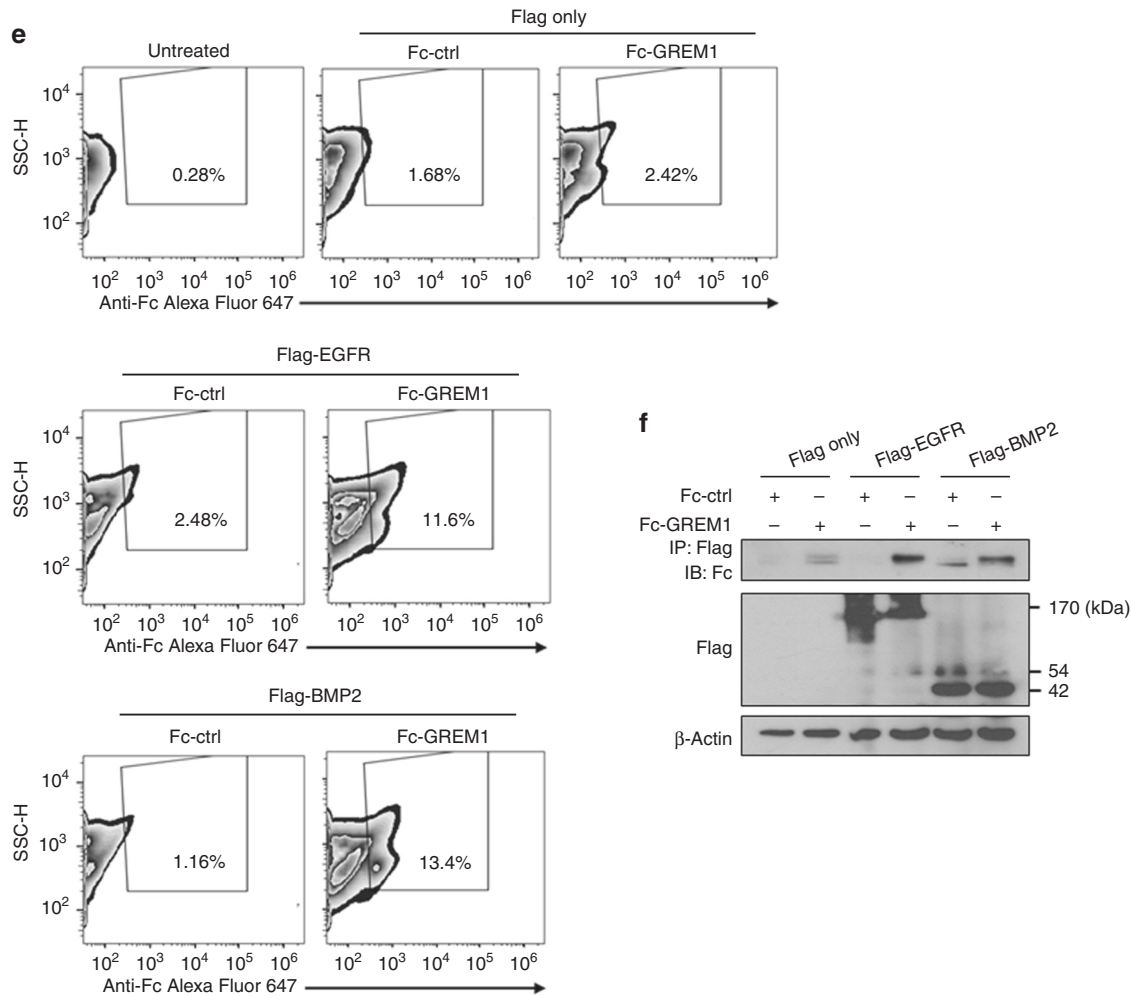 e
Flag only
Untreated
Fc-ctrl
Fc-GREM1
SSC-H
10⁴
10³
10²
0.28%
1.68%
2.42%
10² 10³ 10⁴ 10⁵ 10⁶
10² 10³ 10⁴ 10⁵ 10⁶
10² 10³ 10⁴ 10⁵ 10⁶
Anti-Fc Alexa Fluor 647
Flag-EGFR
Fc-ctrl
Fc-GREM1
SSC-H
10⁴
10³
10²
2.48%
11.6%
10² 10³ 10⁴ 10⁵ 10⁶
10² 10³ 10⁴ 10⁵ 10⁶
Anti-Fc Alexa Fluor 647
Flag-BMP2
Fc-ctrl
Fc-GREM1
SSC-H
10⁴
10³
10²
1.16%
13.4%
10² 10³ 10⁴ 10⁵ 10⁶
10² 10³ 10⁴ 10⁵ 10⁶
Anti-Fc Alexa Fluor 647
f
Flag only
Flag-EGFR
Flag-BMP2
Fc-ctrl + − + − + −
Fc-GREM1 − + − + − +
IP: Flag
IB: Fc
Flag
170 (kDa)
54
42
β-Actin